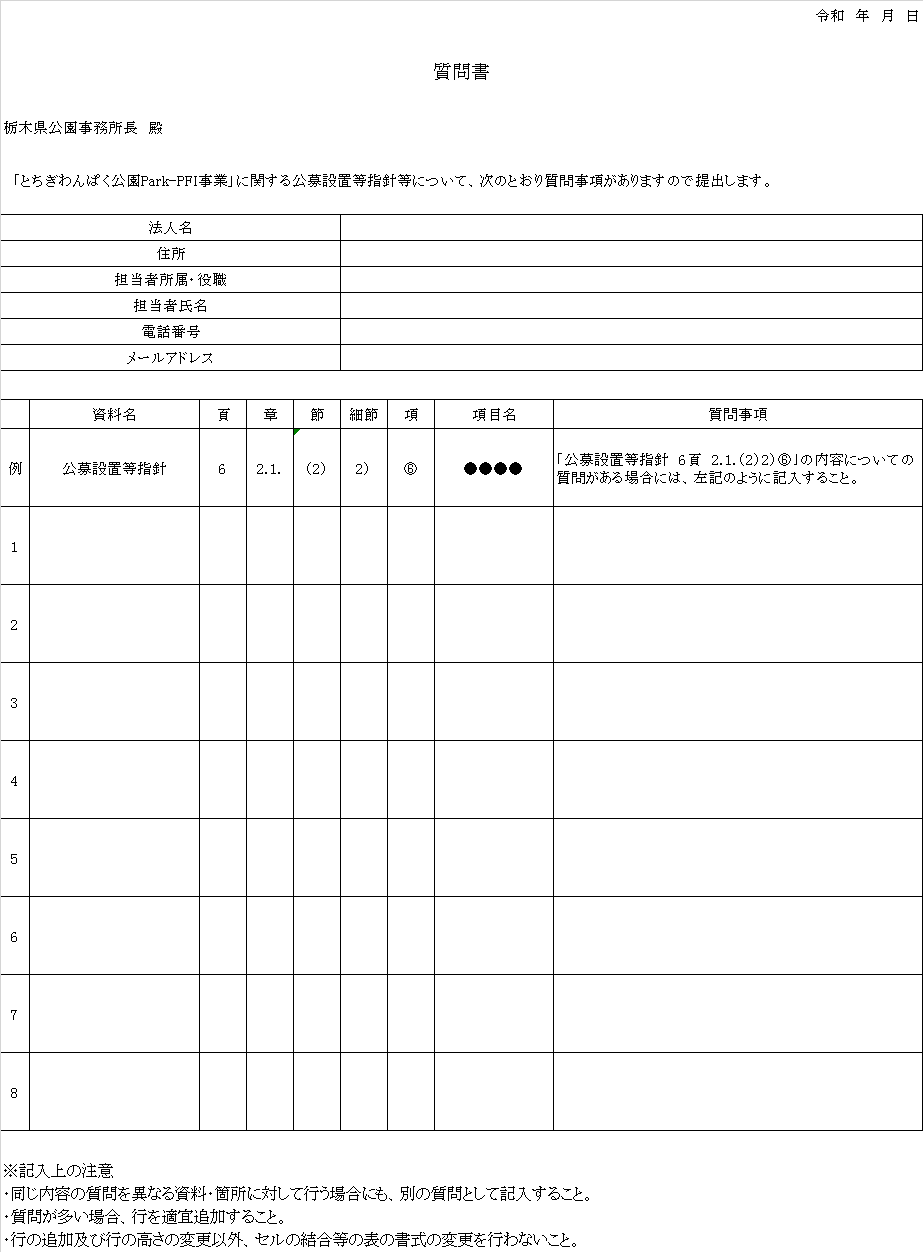 令和　年　月　日
質問書
栃木県公園事務所長　殿
「とちぎわんぱく公園Park-PFI事業」に関する公募設置等指針等について、次のとおり質問事項がありますので提出します。
法人名
住所
担当者所属・役職
担当者氏名
電話番号
メールアドレス
資料名 頁 章 節 細節 項 項目名 質問事項
例 公募設置等指針 6 2.1. (2) 2) ⑥ ●●●● 「公募設置等指針　6頁　2.1.(2)2)⑥」の内容についての
質問がある場合には、左記のように記入すること。
1
2
3
4
5
6
7
8
※記入上の注意
・同じ内容の質問を異なる資料・箇所に対して行う場合にも、別の質問として記入すること。
・質問が多い場合、行を適宜追加すること。
・行の追加及び行の高さの変更以外、セルの結合等の表の書式の変更を行わないこと。